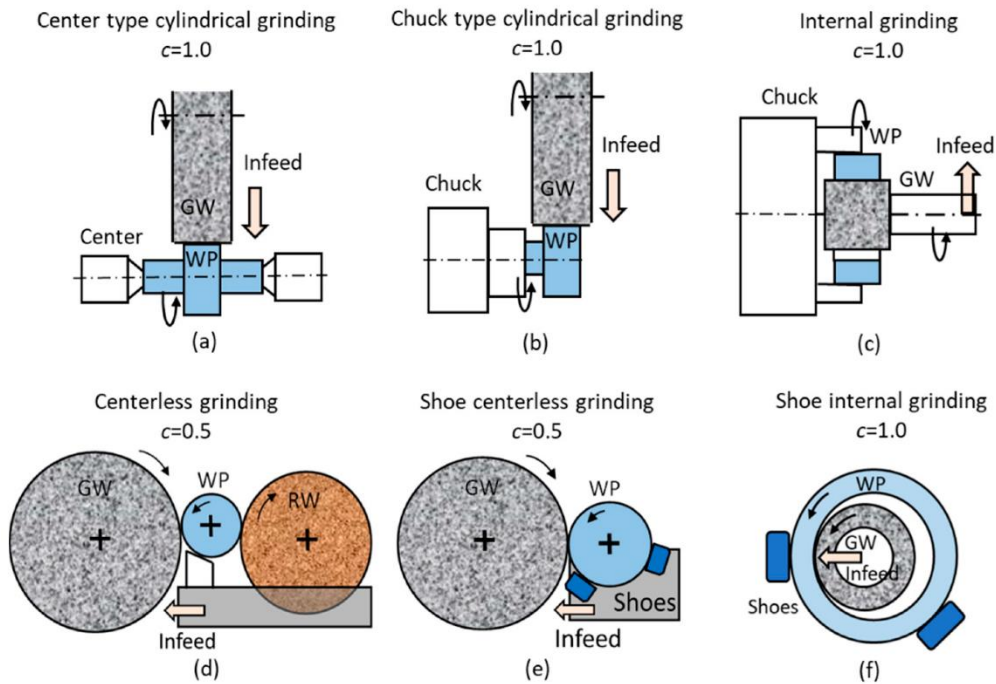 Center type cylindrical grinding
c=1.0
GW
Infeed
Center
WP
(a)
Chuck type cylindrical grinding
c=1.0
Chuck
GW
Infeed
WP
(b)
Internal grinding
c=1.0
Chuck
WP
Infeed
GW
(c)
Centerless grinding
c=0.5
GW
WP
RW
Infeed
(d)
Shoe centerless grinding
c=0.5
GW
WP
Shoes
Infeed
(e)
Shoe internal grinding
c=1.0
WP
GW
Infeed
Shoes
(f)